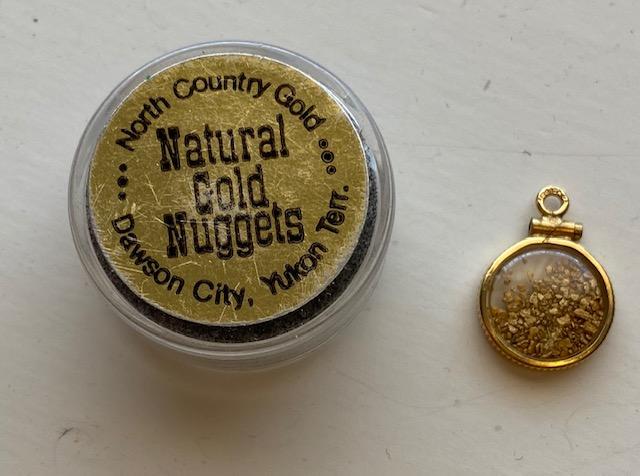 North Country Gold
Natural
Gold
Nuggets
Dawson City, Yukon Terr.